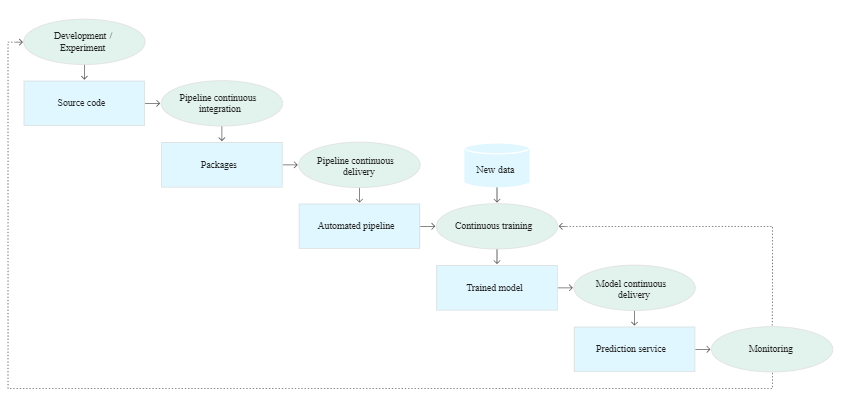 Development /
Experiment
Source code
Pipeline continuous
integration
Packages
Pipeline continuous
delivery
New data
Automated pipeline
Continuous training
Trained model
Model continuous
delivery
Prediction service
Monitoring